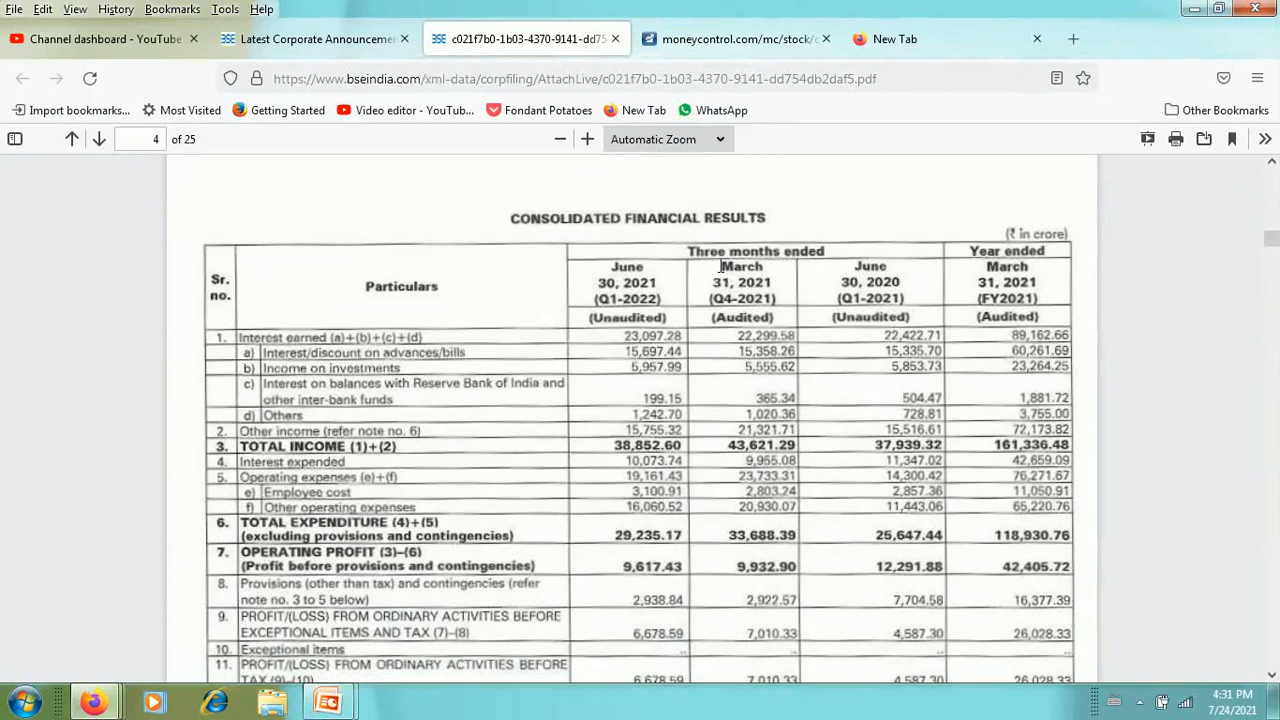 File Edit View History Bookmarks Tools Help
Channel dashboard - YouTube
Latest Corporate Announcemen
c021f7b0-1b03-4370-9141-dd75
moneycontrol.com/mc/stock/c
New Tab
https://www.bseindia.com/xml-data/corpfiling/AttachLive/c021f7b0-1b03-4370-9141-dd754db2daf5.pdf
Import bookmarks... Most Visited Getting Started Video editor - YouTu... Fondant Potatoes New Tab WhatsApp Other Bookmarks
4 of 25 Automatic Zoom
CONSOLIDATED FINANCIAL RESULTS
(₹ in crore)
Sr. no. Particulars Three months ended Year ended
June 30, 2021 (Q1-2022) March 31, 2021 (Q4-2021) June 30, 2020 (Q1-2021) March 31, 2021 (FY2021)
(Unaudited) (Audited) (Unaudited) (Audited)
1. Interest earned (a)+(b)+(c)+(d) 23,097.28 22,299.58 22,422.71 89,162.66
a) Interest/discount on advances/bills 15,697.44 15,358.26 15,335.70 60,261.69
b) Income on investments 5,957.99 5,555.62 5,853.73 23,264.25
c) Interest on balances with Reserve Bank of India and
other inter-bank funds 199.15 365.34 504.47 1,881.72
d) Others 1,242.70 1,020.36 728.81 3,755.00
2. Other income (refer note no. 6) 15,755.32 21,321.71 15,516.61 72,173.82
3. TOTAL INCOME (1)+(2) 38,852.60 43,621.29 37,939.32 161,336.48
4. Interest expended 10,073.74 9,955.08 11,347.02 42,659.09
5. Operating expenses (e)+(f) 19,161.43 23,733.31 14,300.42 76,271.67
e) Employee cost 3,100.91 2,803.24 2,857.36 11,050.91
f) Other operating expenses 16,060.52 20,930.07 11,443.06 65,220.76
6. TOTAL EXPENDITURE (4)+(5)
(excluding provisions and contingencies) 29,235.17 33,688.39 25,647.44 118,930.76
7. OPERATING PROFIT (3)–(6)
(Profit before provisions and contingencies) 9,617.43 9,932.90 12,291.88 42,405.72
8. Provisions (other than tax) and contingencies (refer
note no. 3 to 5 below) 2,938.84 2,922.57 7,704.58 16,377.39
9. PROFIT/(LOSS) FROM ORDINARY ACTIVITIES BEFORE
EXCEPTIONAL ITEMS AND TAX (7)–(8) 6,678.59 7,010.33 4,587.30 26,028.33
10. Exceptional items .. .. .. ..
11. PROFIT/(LOSS) FROM ORDINARY ACTIVITIES BEFORE
TAX (9)–(10) 6,678.59 7,010.33 4,587.30 26,028.33
4:31 PM
7/24/2021